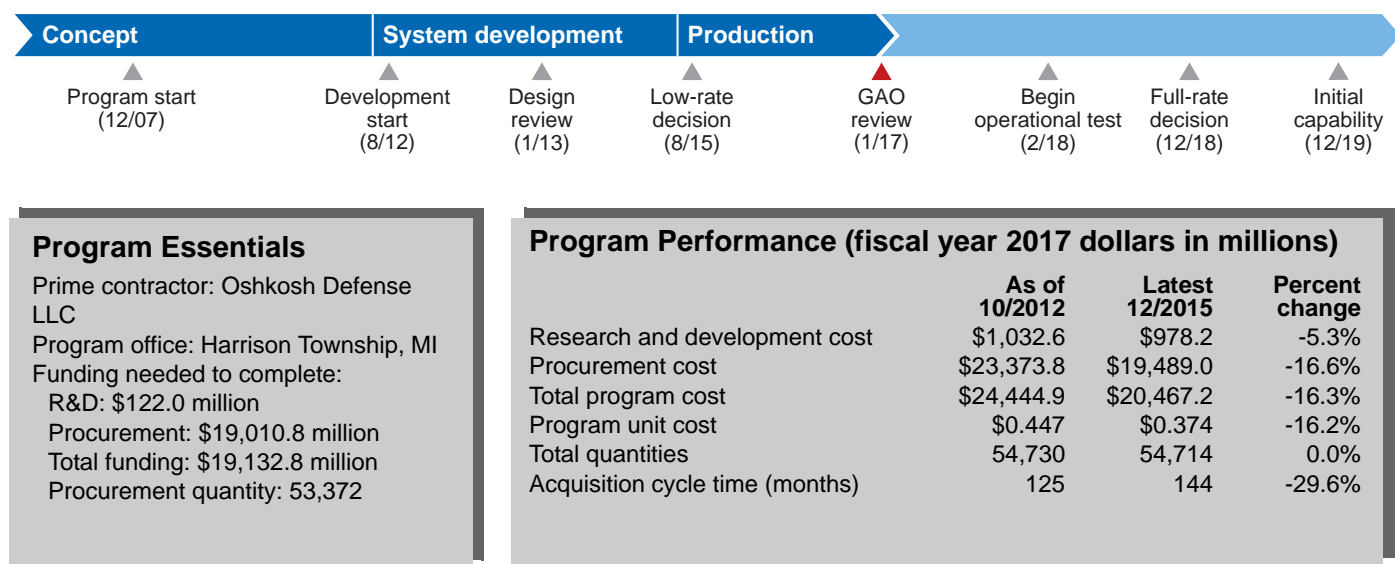 Concept
System development
Production
Program start
(12/07)
Development
start
(8/12)
Design
review
(1/13)
Low-rate
decision
(8/15)
GAO
review
(1/17)
Begin
operational test
(2/18)
Full-rate
decision
(12/18)
Initial
capability
(12/19)
Program Essentials
Prime contractor: Oshkosh Defense
LLC
Program office: Harrison Township, MI
Funding needed to complete:
R&D: $122.0 million
Procurement: $19,010.8 million
Total funding: $19,132.8 million
Procurement quantity: 53,372
Program Performance (fiscal year 2017 dollars in millions)
As of Latest Percent
10/2012 12/2015 change
Research and development cost $1,032.6 $978.2 -5.3%
Procurement cost $23,373.8 $19,489.0 -16.6%
Total program cost $24,444.9 $20,467.2 -16.3%
Program unit cost $0.447 $0.374 -16.2%
Total quantities 54,730 54,714 0.0%
Acquisition cycle time (months) 125 144 -29.6%